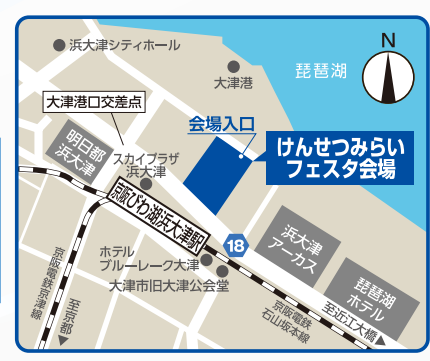 浜大津シティホール
N
琵琶湖
大津港
大津港口交差点
会場入口
けんせつみらい
フェスタ会場
明日都
浜大津
スカイプラザ
浜大津
京阪びわ湖浜大津駅
18
浜大津
アーカス
琵琶湖
ホテル
ホテル
ブルーレーク大津
大津市旧大津公会堂
京阪電鉄京津線
至京都
京阪電鉄
石山坂本線
至近江大橋